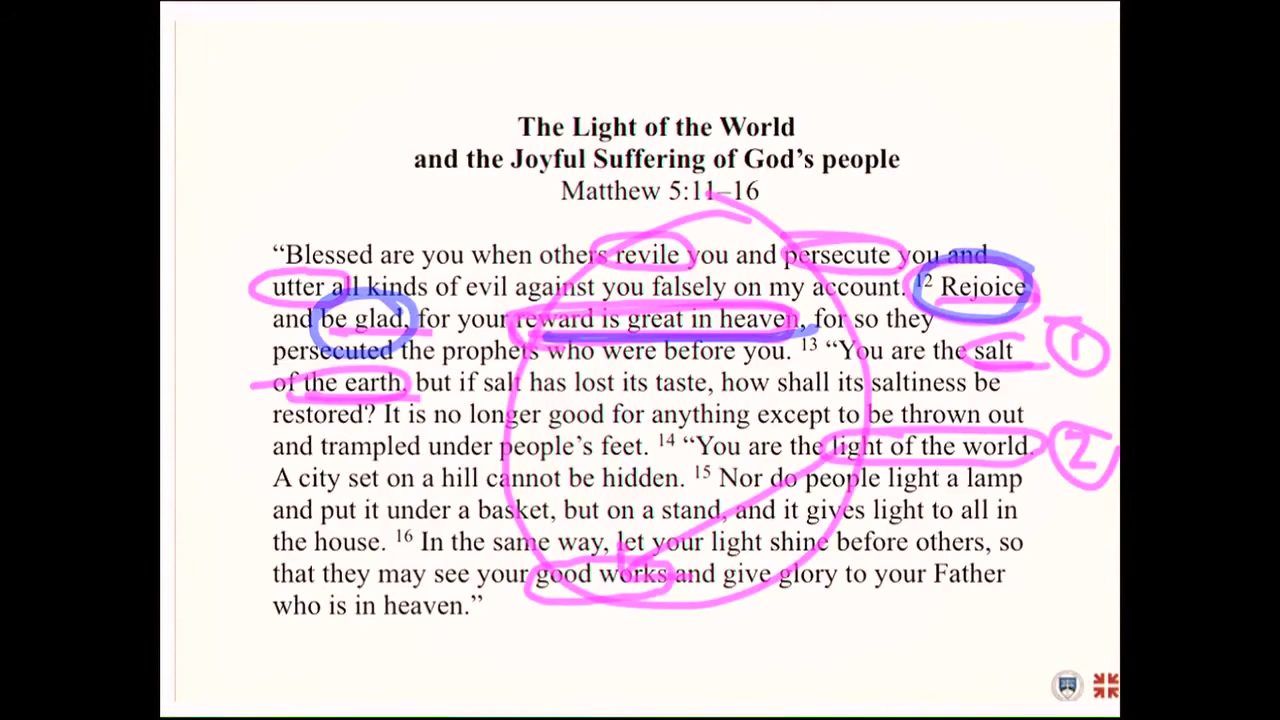 The Light of the World
and the Joyful Suffering of God’s people
Matthew 5:11–16
“Blessed are you when others revile you and persecute you and
utter all kinds of evil against you falsely on my account. 12 Rejoice
and be glad, for your reward is great in heaven, for so they
persecuted the prophets who were before you. 13 “You are the salt
of the earth, but if salt has lost its taste, how shall its saltiness be
restored? It is no longer good for anything except to be thrown out
and trampled under people’s feet. 14 “You are the light of the world.
A city set on a hill cannot be hidden. 15 Nor do people light a lamp
and put it under a basket, but on a stand, and it gives light to all in
the house. 16 In the same way, let your light shine before others, so
that they may see your good works and give glory to your Father
who is in heaven.”
1
2